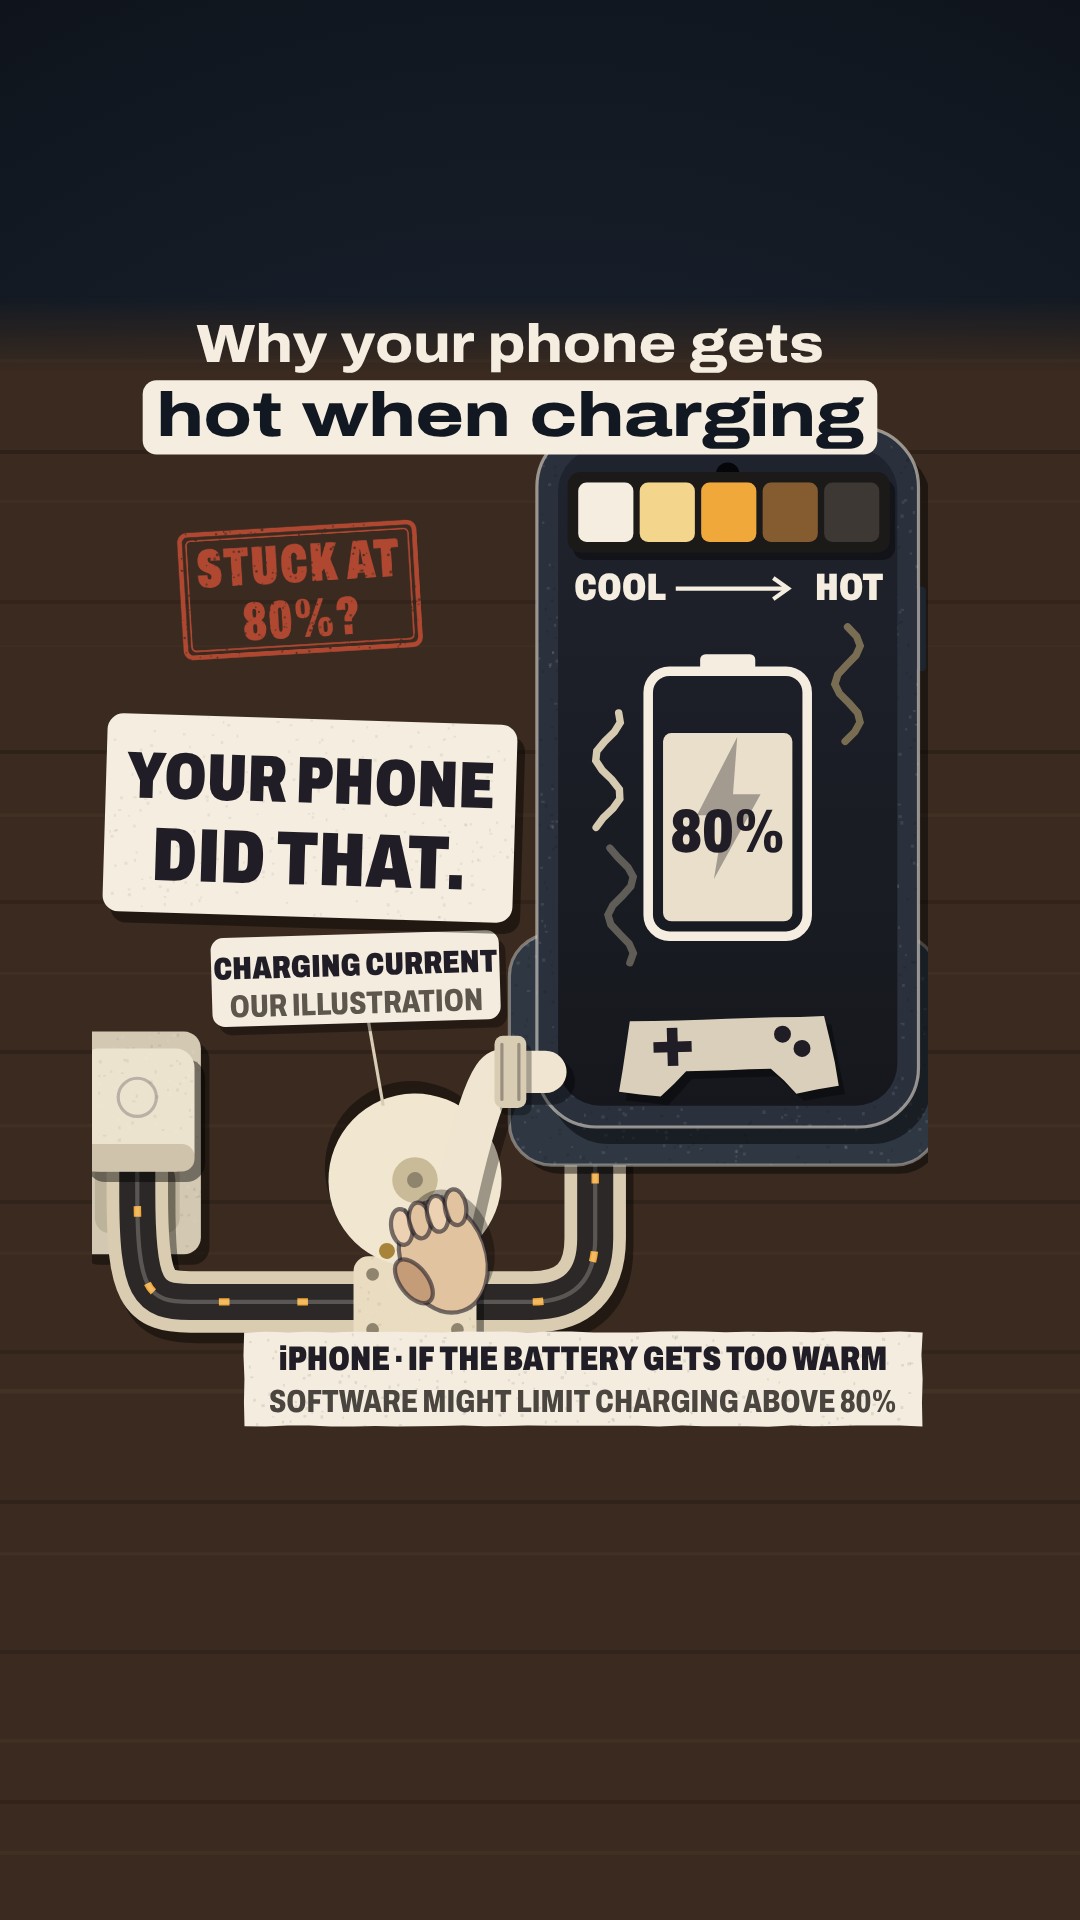 Why your phone gets
hot when charging
COOL → HOT
STUCK AT
80%?
YOUR PHONE
DID THAT.
80%
CHARGING CURRENT
OUR ILLUSTRATION
iPHONE · IF THE BATTERY GETS TOO WARM
SOFTWARE MIGHT LIMIT CHARGING ABOVE 80%